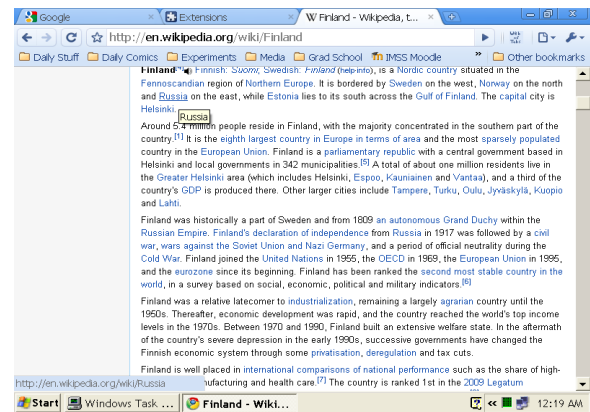 Google
Extensions
W Finland - Wikipedia, t...
http://en.wikipedia.org/wiki/Finland
Daily Stuff Daily Comics Experiments Media Grad School IMSS Moodle » Other bookmarks
Finland Finnish: Suomi, Swedish: Finland (help·info), is a Nordic country situated in the
Fennoscandian region of Northern Europe. It is bordered by Sweden on the west, Norway on the north
and Russia on the east, while Estonia lies to its south across the Gulf of Finland. The capital city is
Helsinki.
Russia
Around 5.4 million people reside in Finland, with the majority concentrated in the southern part of the
country.[1] It is the eighth largest country in Europe in terms of area and the most sparsely populated
country in the European Union. Finland is a parliamentary republic with a central government based in
Helsinki and local governments in 342 municipalities.[5] A total of about one million residents live in
the Greater Helsinki area (which includes Helsinki, Espoo, Kauniainen and Vantaa), and a third of the
country's GDP is produced there. Other larger cities include Tampere, Turku, Oulu, Jyväskylä, Kuopio
and Lahti.
Finland was historically a part of Sweden and from 1809 an autonomous Grand Duchy within the
Russian Empire. Finland's declaration of independence from Russia in 1917 was followed by a civil
war, wars against the Soviet Union and Nazi Germany, and a period of official neutrality during the
Cold War. Finland joined the United Nations in 1955, the OECD in 1969, the European Union in 1995,
and the eurozone since its beginning. Finland has been ranked the second most stable country in the
world, in a survey based on social, economic, political and military indicators.[6]
Finland was a relative latecomer to industrialization, remaining a largely agrarian country until the
1950s. Thereafter, economic development was rapid, and the country reached the world's top income
levels in the 1970s. Between 1970 and 1990, Finland built an extensive welfare state. In the aftermath
of the country's severe depression in the early 1990s, successive governments have changed the
Finnish economic system through some privatisation, deregulation and tax cuts.
Finland is well placed in international comparisons of national performance such as the share of high-
http://en.wikipedia.org/wiki/Russia nufacturing and health care.[7] The country is ranked 1st in the 2009 Legatum
Start Windows Task ... Finland - Wiki... « 12:19 AM